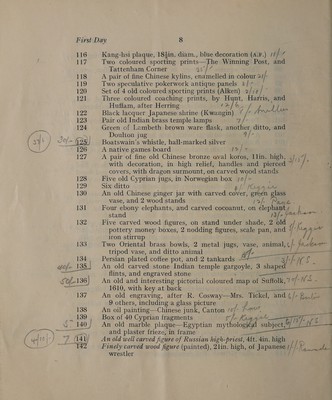 First Day 8
116 Kang-hsi plaque, 18½in. diam., blue decoration (A.F.)
117 Two coloured sporting prints—The Winning Post, and
Tattenham Corner
118 A pair of fine Chinese kylins, enamelled in colour
119 Two speculative pokerwork antique panels
120 Set of 4 old coloured sporting prints (Alken)
121 Three coloured coaching prints, by Hunt, Harris, and
Huffam, after Herring
122 Black lacquer Japanese shrine (Kwangin)
123 Pair old Indian brass temple lamps
124 Green of Lambeth brown ware flask, another ditto, and
Doulton jug
125 Boatswain's whistle, hall-marked silver
126 A native games board
127 A pair of fine old Chinese bronze oval koros, 11in. high,
with decoration, in high relief, handles and pierced
covers, with dragon surmount, on carved wood stands
128 Five old Cyprian jugs, in Norwegian box
129 Six ditto
130 An old Chinese ginger jar with carved cover, green glass
vase, and 2 wood stands
131 Four ebony elephants, and carved cocoanut, on elephant
stand
132 Five carved wood figures, on stand under shade, 2 old
pottery money boxes, 2 nodding figures, scale pan, and
iron stirrup
133 Two Oriental brass bowls, 2 metal jugs, vase, animal,
tripod vase, and ditto animal
134 Persian plated coffee pot, and 2 tankards
135 An old carved stone Indian temple gargoyle, 3 shaped
flints, and engraved stone
136 An old and interesting pictorial coloured map of Suffolk,
1610, with key at back
137 An old engraving, after R. Cosway—Mrs. Tickel, and
9 others, including a glass picture
138 An oil painting—Chinese junk, Canton
139 Box of 40 Cyprian fragments
140 An old marble plaque—Egyptian mythological subject,
and plaster frieze, in frame
141 An old well carved figure of Russian high-priest, 4ft. 4in. high
142 Finely carved wood figure (painted), 21in. high, of Japanese
wrestler